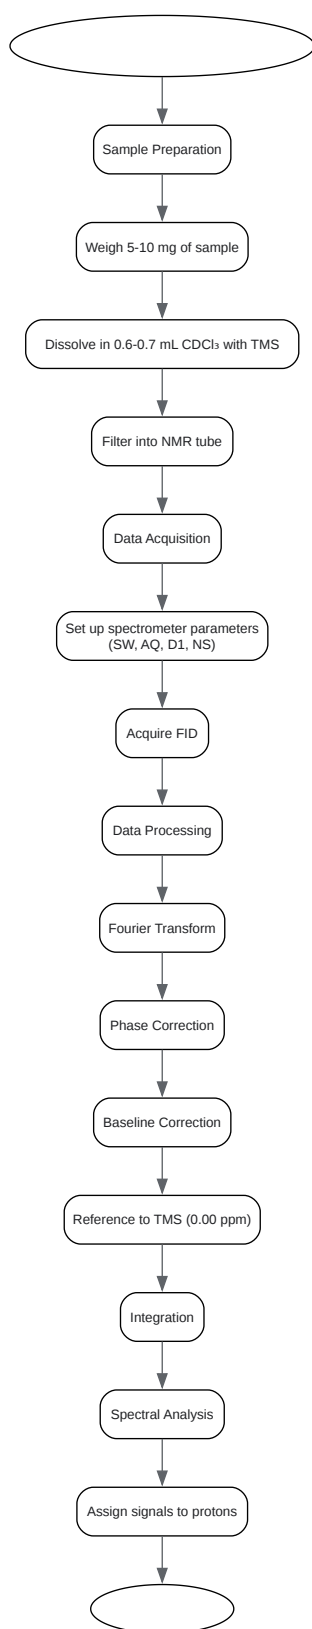 Sample Preparation
Weigh 5-10 mg of sample
Dissolve in 0.6-0.7 mL CDCl₃ with TMS
Filter into NMR tube
Data Acquisition
Set up spectrometer parameters
(SW, AQ, D1, NS)
Acquire FID
Data Processing
Fourier Transform
Phase Correction
Baseline Correction
Reference to TMS (0.00 ppm)
Integration
Spectral Analysis
Assign signals to protons